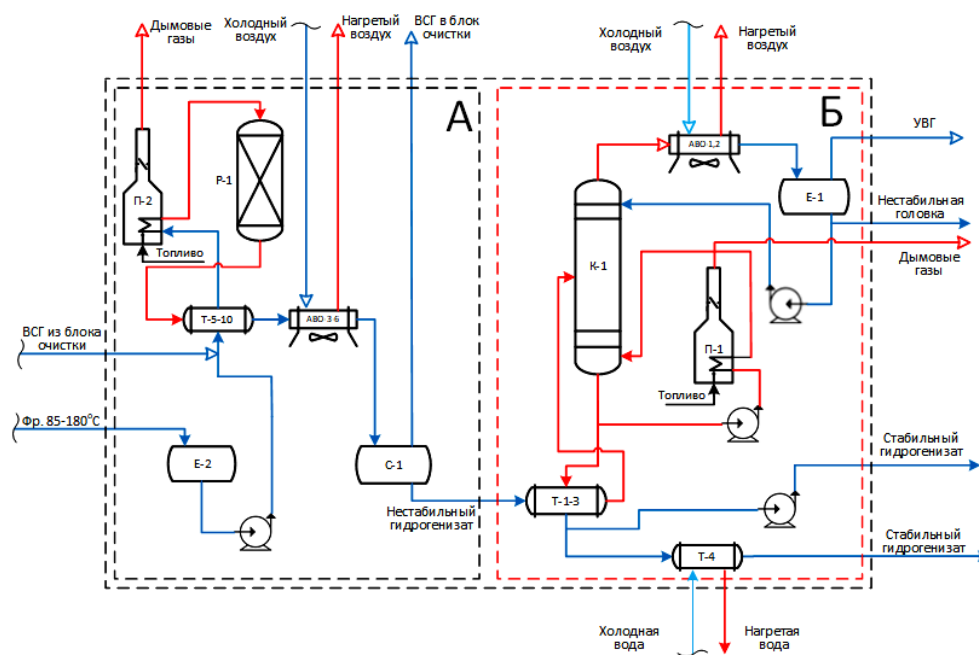 Дымовые
газы
Холодный
воздух
Нагретый
воздух
ВСГ в блок
очистки
Холодный
воздух
Нагретый
воздух
А
Б
УВГ
АВО 1,2
Р-1
П-2
Е-1
Нестабильная
головка
К-1
Топливо
Дымовые
газы
Т-5-10
АВО 3-6
ВСГ из блока
очистки
П-1
Топливо
Фр. 85-180°С
Е-2
С-1
Стабильный
гидрогенизат
Нестабильный
гидрогенизат
Т-1-3
Т-4
Стабильный
гидрогенизат
Холодная
вода
Нагретая
вода